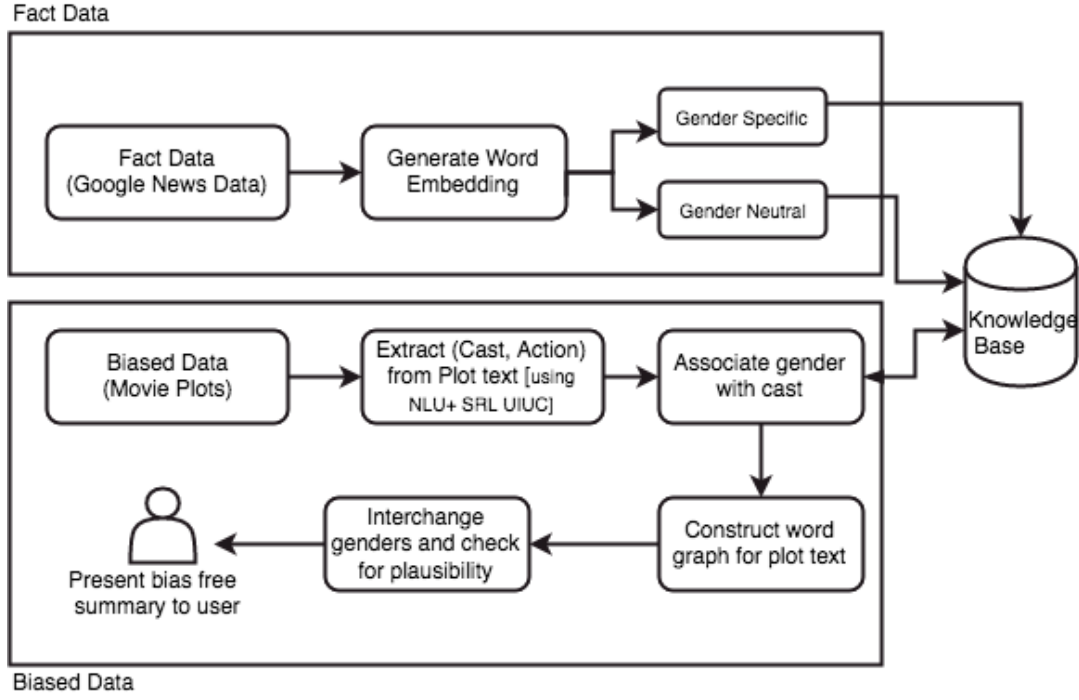 Fact Data
Fact Data
(Google News Data)
Generate Word
Embedding
Gender Specific
Gender Neutral
Knowledge
Base
Biased Data
(Movie Plots)
Extract (Cast, Action)
from Plot text [using
NLU+ SRL UIUC]
Associate gender
with cast
Construct word
graph for plot text
Interchange
genders and check
for plausibility
Present bias free
summary to user
Biased Data